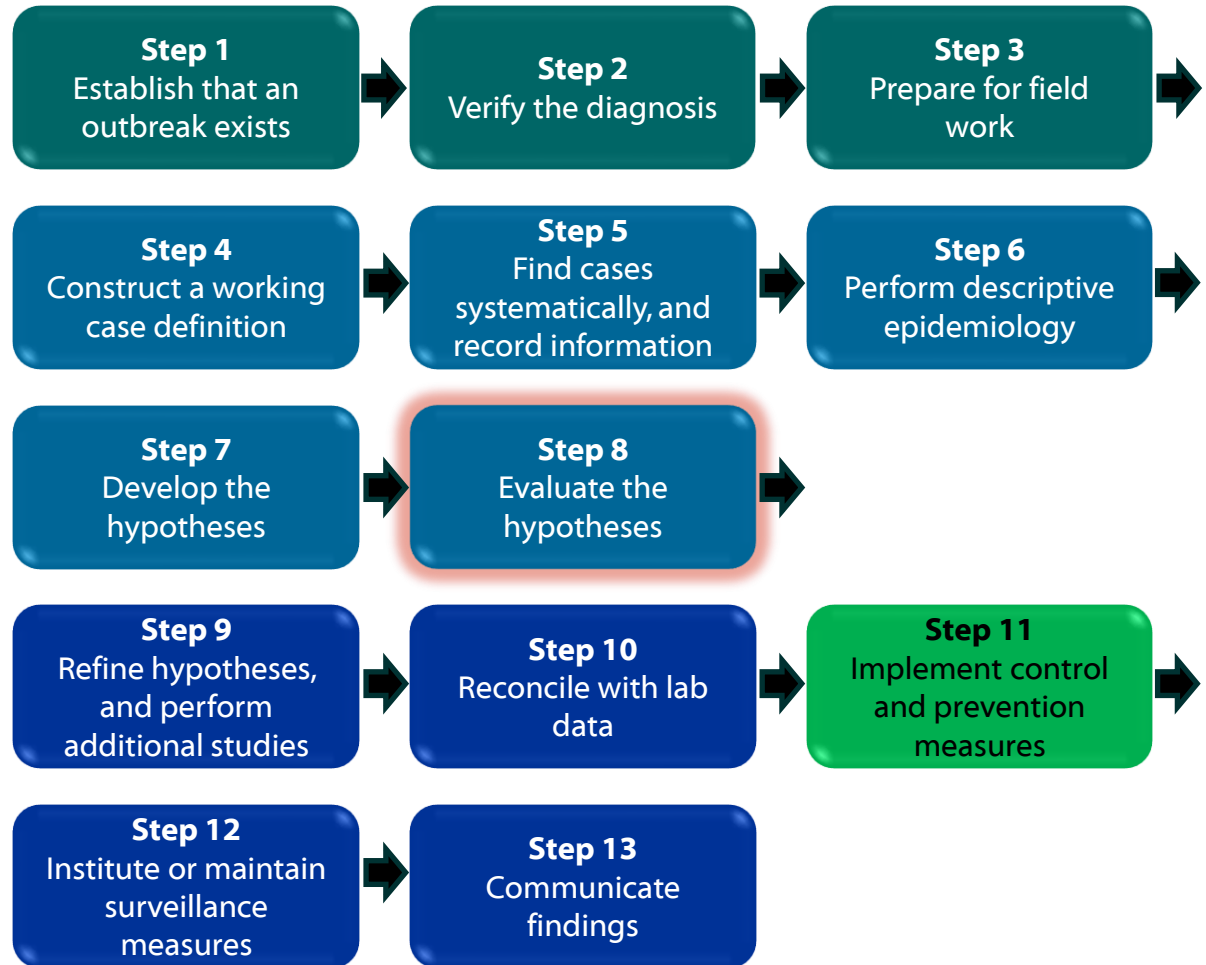 Step 1
Establish that an
outbreak exists
Step 2
Verify the diagnosis
Step 3
Prepare for field
work
Step 4
Construct a working
case definition
Step 5
Find cases
systematically, and
record information
Step 6
Perform descriptive
epidemiology
Step 7
Develop the
hypotheses
Step 8
Evaluate the
hypotheses
Step 9
Refine hypotheses,
and perform
additional studies
Step 10
Reconcile with lab
data
Step 11
Implement control
and prevention
measures
Step 12
Institute or maintain
surveillance
measures
Step 13
Communicate
findings